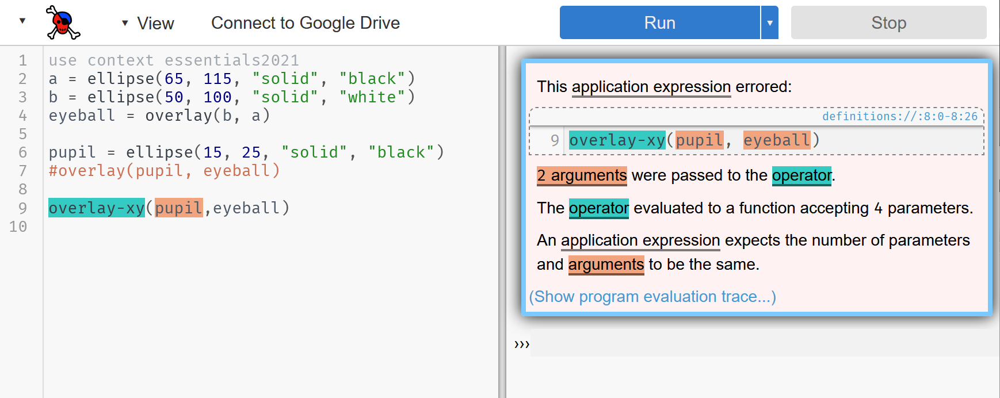 ▾ ▾ View Connect to Google Drive Run ▾ Stop
1 use context essentials2021
2 a = ellipse(65, 115, "solid", "black")
3 b = ellipse(50, 100, "solid", "white")
4 eyeball = overlay(b, a)
5
6 pupil = ellipse(15, 25, "solid", "black")
7 #overlay(pupil, eyeball)
8
9 overlay-xy(pupil,eyeball)
10
This application expression errored:
definitions://:8:0-8:26
9 overlay-xy(pupil, eyeball)
2 arguments were passed to the operator.
The operator evaluated to a function accepting 4 parameters.
An application expression expects the number of parameters
and arguments to be the same.
(Show program evaluation trace...)
›››